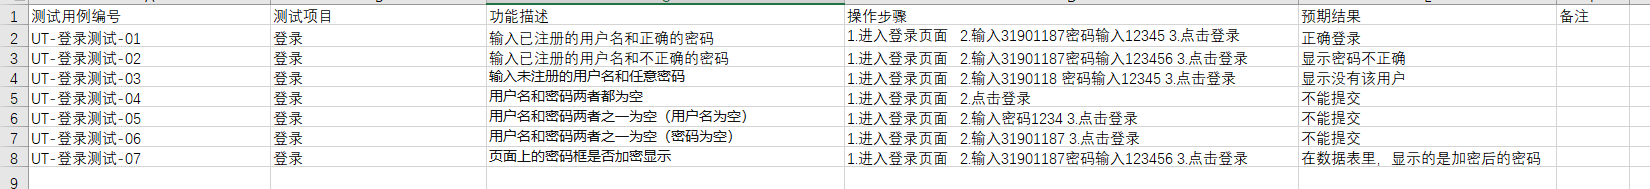 1 测试用例编号 测试项目 功能描述 操作步骤 预期结果 备注
2 UT-登录测试-01 登录 输入已注册的用户名和正确的密码 1.进入登录页面 2.输入31901187密码输入12345 3.点击登录 正确登录
3 UT-登录测试-02 登录 输入已注册的用户名和不正确的密码 1.进入登录页面 2.输入31901187密码输入123456 3.点击登录 显示密码不正确
4 UT-登录测试-03 登录 输入未注册的用户名和任意密码 1.进入登录页面 2.输入3190118 密码输入12345 3.点击登录 显示没有该用户
5 UT-登录测试-04 登录 用户名和密码两者都为空 1.进入登录页面 2.点击登录 不能提交
6 UT-登录测试-05 登录 用户名和密码两者之一为空（用户名为空） 1.进入登录页面 2.输入密码1234 3.点击登录 不能提交
7 UT-登录测试-06 登录 用户名和密码两者之一为空（密码为空） 1.进入登录页面 2.输入31901187 3.点击登录 不能提交
8 UT-登录测试-07 登录 页面上的密码框是否加密显示 1.进入登录页面 2.输入31901187密码输入123456 3.点击登录 在数据表里，显示的是加密后的密码
9